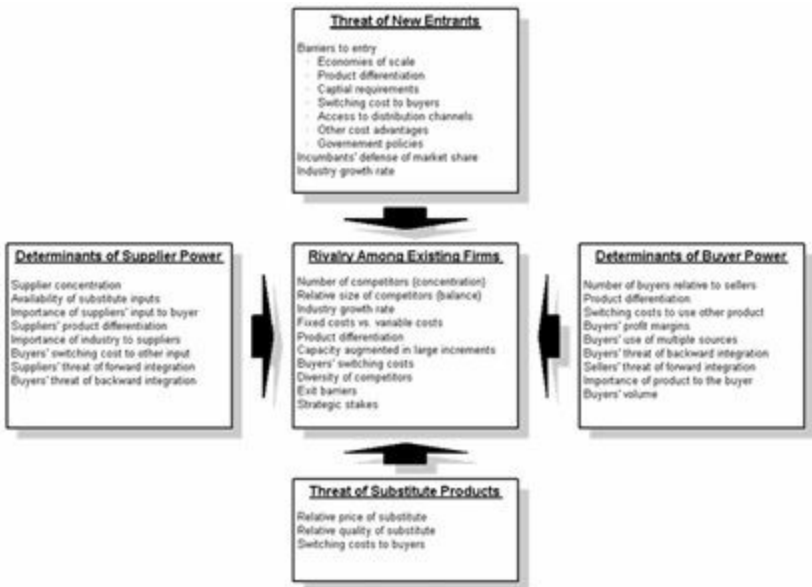 Threat of New Entrants
Barriers to entry
Economies of scale
Product differentiation
Captial requirements
Switching cost to buyers
Access to distribution channels
Other cost advantages
Governement policies
Incumbants' defense of market share
Industry growth rate
Determinants of Supplier Power
Supplier concentration
Availability of substitute inputs
Importance of suppliers' input to buyer
Suppliers' product differentiation
Importance of industry to suppliers
Buyers' switching cost to other input
Suppliers' threat of forward integration
Buyers' threat of backward integration
Rivalry Among Existing Firms
Number of competitors (concentration)
Relative size of competitors (balance)
Industry growth rate
Fixed costs vs. variable costs
Product differentiation
Capacity augmented in large increments
Buyers' switching costs
Diversity of competitors
Exit barriers
Strategic stakes
Determinants of Buyer Power
Number of buyers relative to sellers
Product differentiation
Switching costs to use other product
Buyers' profit margins
Buyers' use of multiple sources
Buyers' threat of backward integration
Sellers' threat of forward integration
Importance of product to the buyer
Buyers' volume
Threat of Substitute Products
Relative price of substitute
Relative quality of substitute
Switching costs to buyers